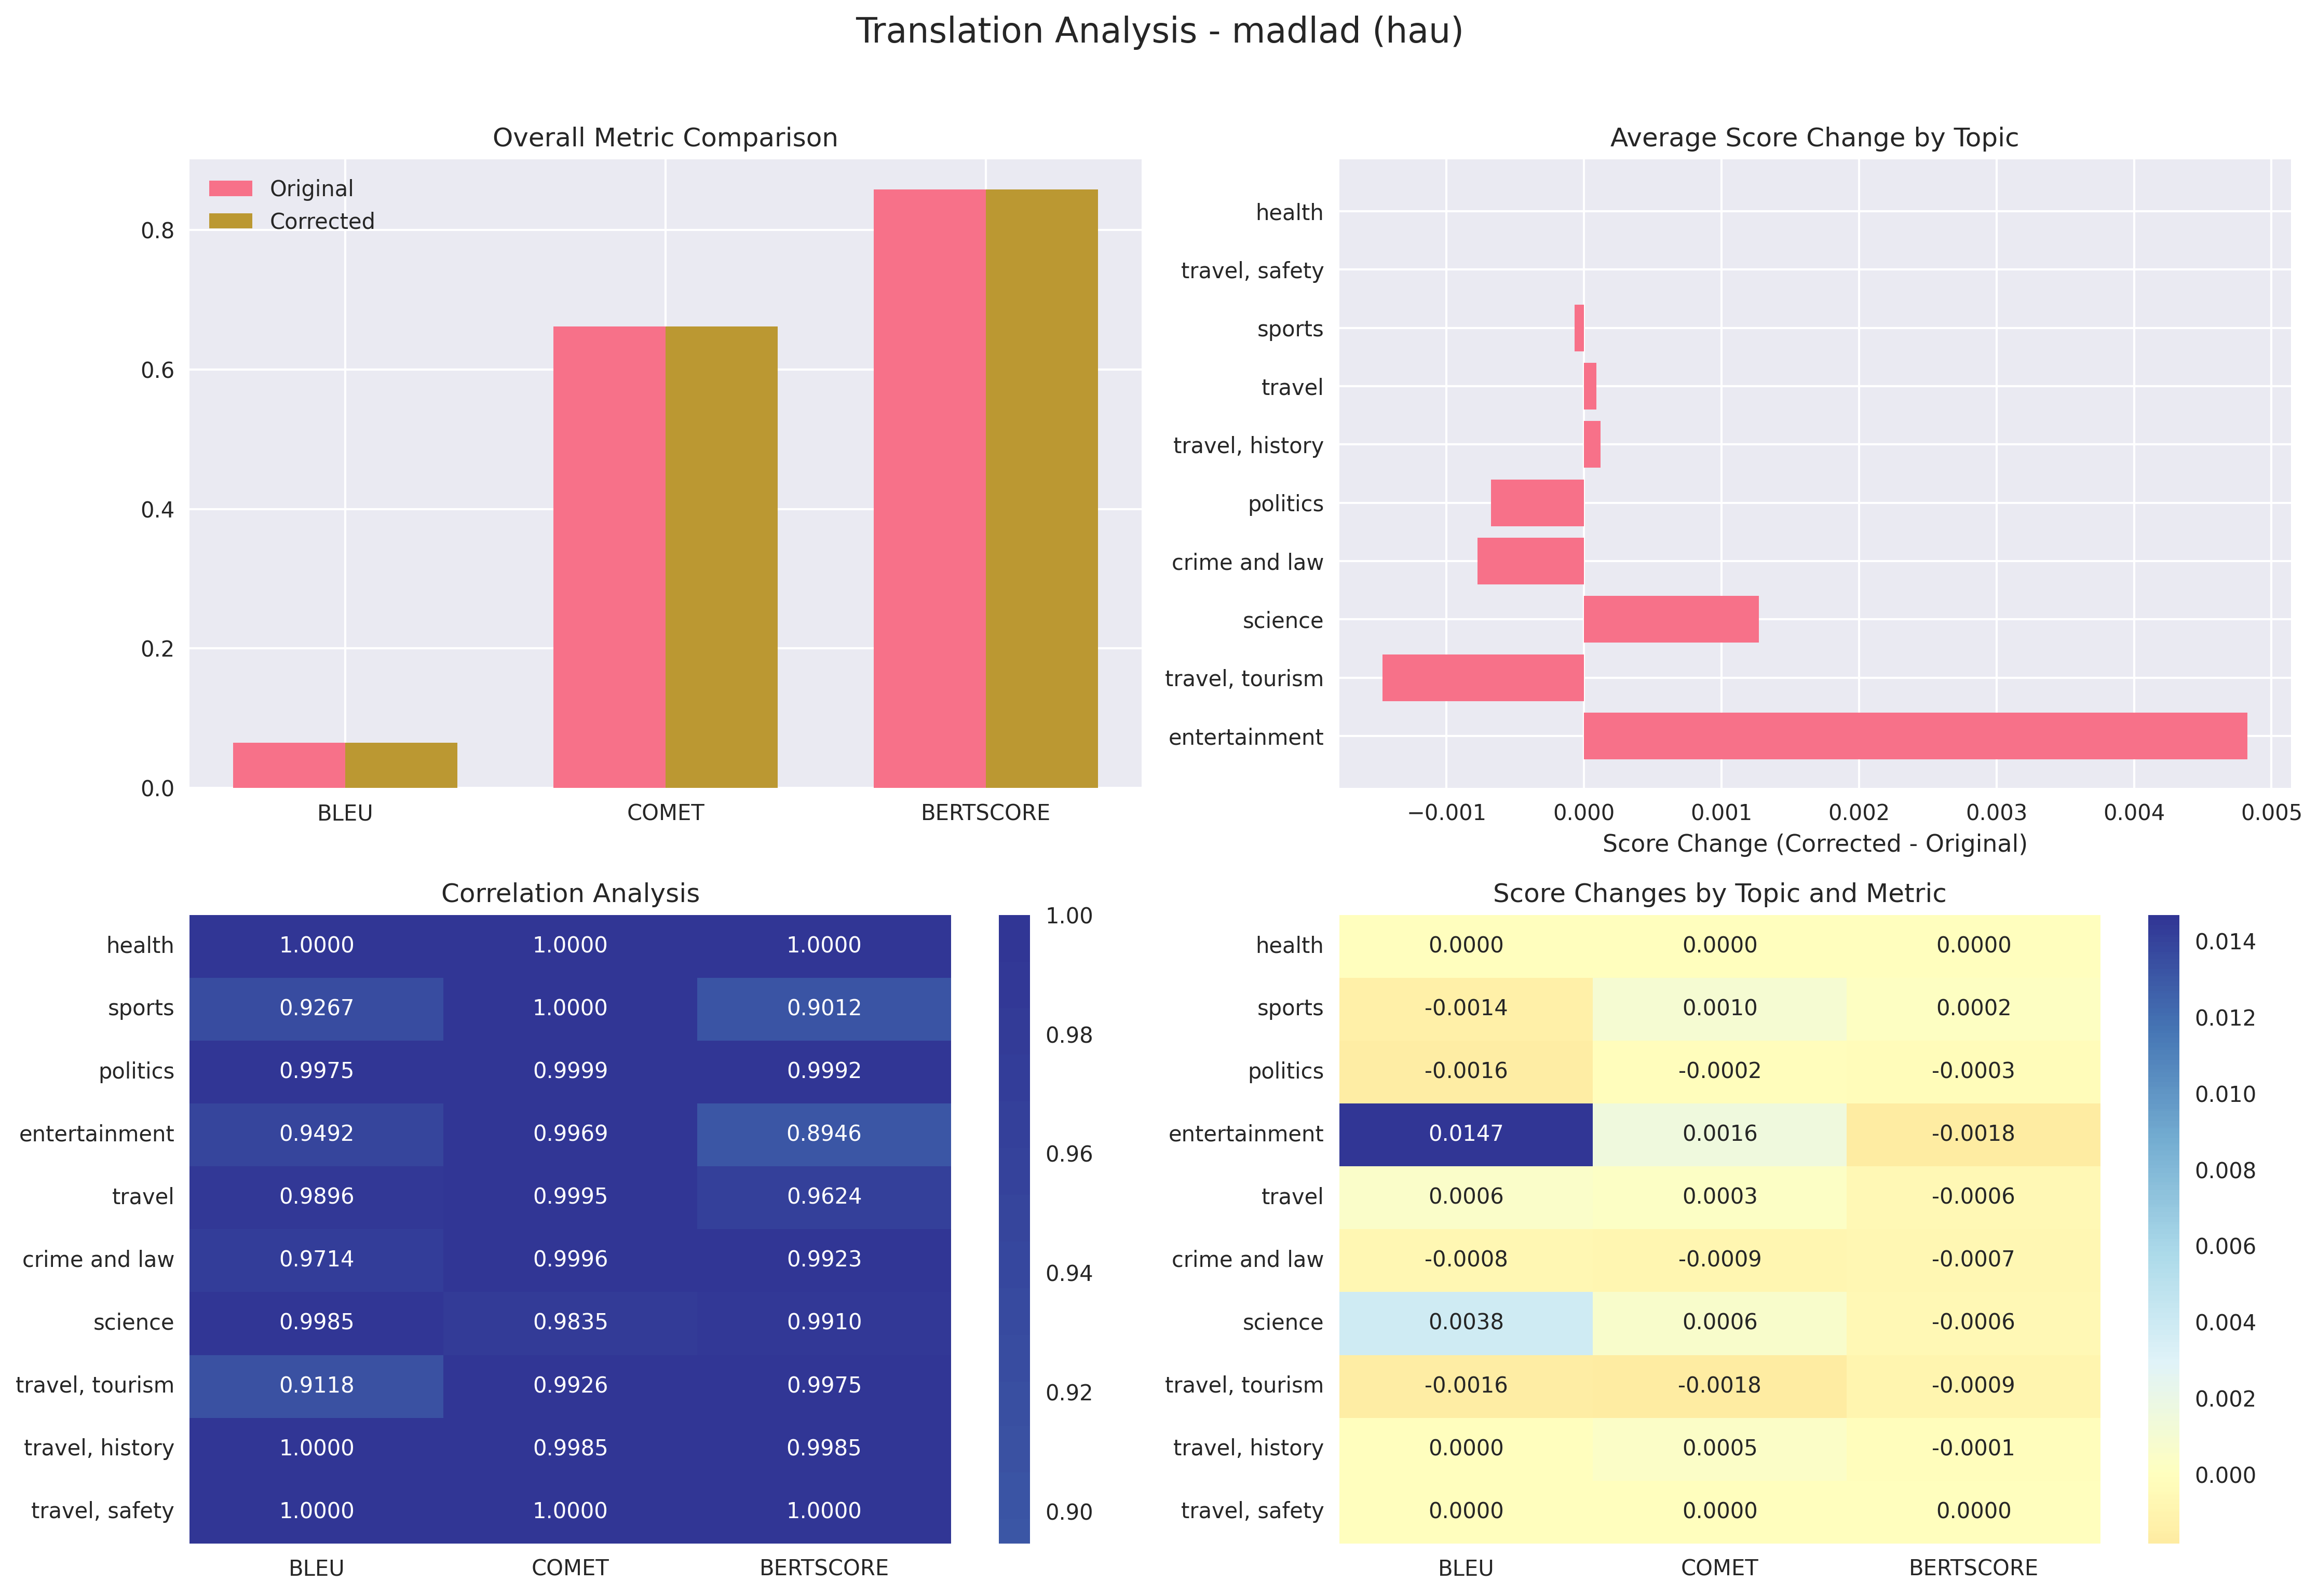 Translation Analysis - madlad (hau)
Overall Metric Comparison
Original
Corrected
0.8
0.6
0.4
0.2
0.0
BLEU COMET BERTSCORE
Average Score Change by Topic
health
travel, safety
sports
travel
travel, history
politics
crime and law
science
travel, tourism
entertainment
−0.001 0.000 0.001 0.002 0.003 0.004 0.005
Score Change (Corrected - Original)
Correlation Analysis
health 1.0000 1.0000 1.0000
sports 0.9267 1.0000 0.9012
politics 0.9975 0.9999 0.9992
entertainment 0.9492 0.9969 0.8946
travel 0.9896 0.9995 0.9624
crime and law 0.9714 0.9996 0.9923
science 0.9985 0.9835 0.9910
travel, tourism 0.9118 0.9926 0.9975
travel, history 1.0000 0.9985 0.9985
travel, safety 1.0000 1.0000 1.0000
BLEU COMET BERTSCORE
1.00
0.98
0.96
0.94
0.92
0.90
Score Changes by Topic and Metric
health 0.0000 0.0000 0.0000
sports -0.0014 0.0010 0.0002
politics -0.0016 -0.0002 -0.0003
entertainment 0.0147 0.0016 -0.0018
travel 0.0006 0.0003 -0.0006
crime and law -0.0008 -0.0009 -0.0007
science 0.0038 0.0006 -0.0006
travel, tourism -0.0016 -0.0018 -0.0009
travel, history 0.0000 0.0005 -0.0001
travel, safety 0.0000 0.0000 0.0000
BLEU COMET BERTSCORE
0.014
0.012
0.010
0.008
0.006
0.004
0.002
0.000